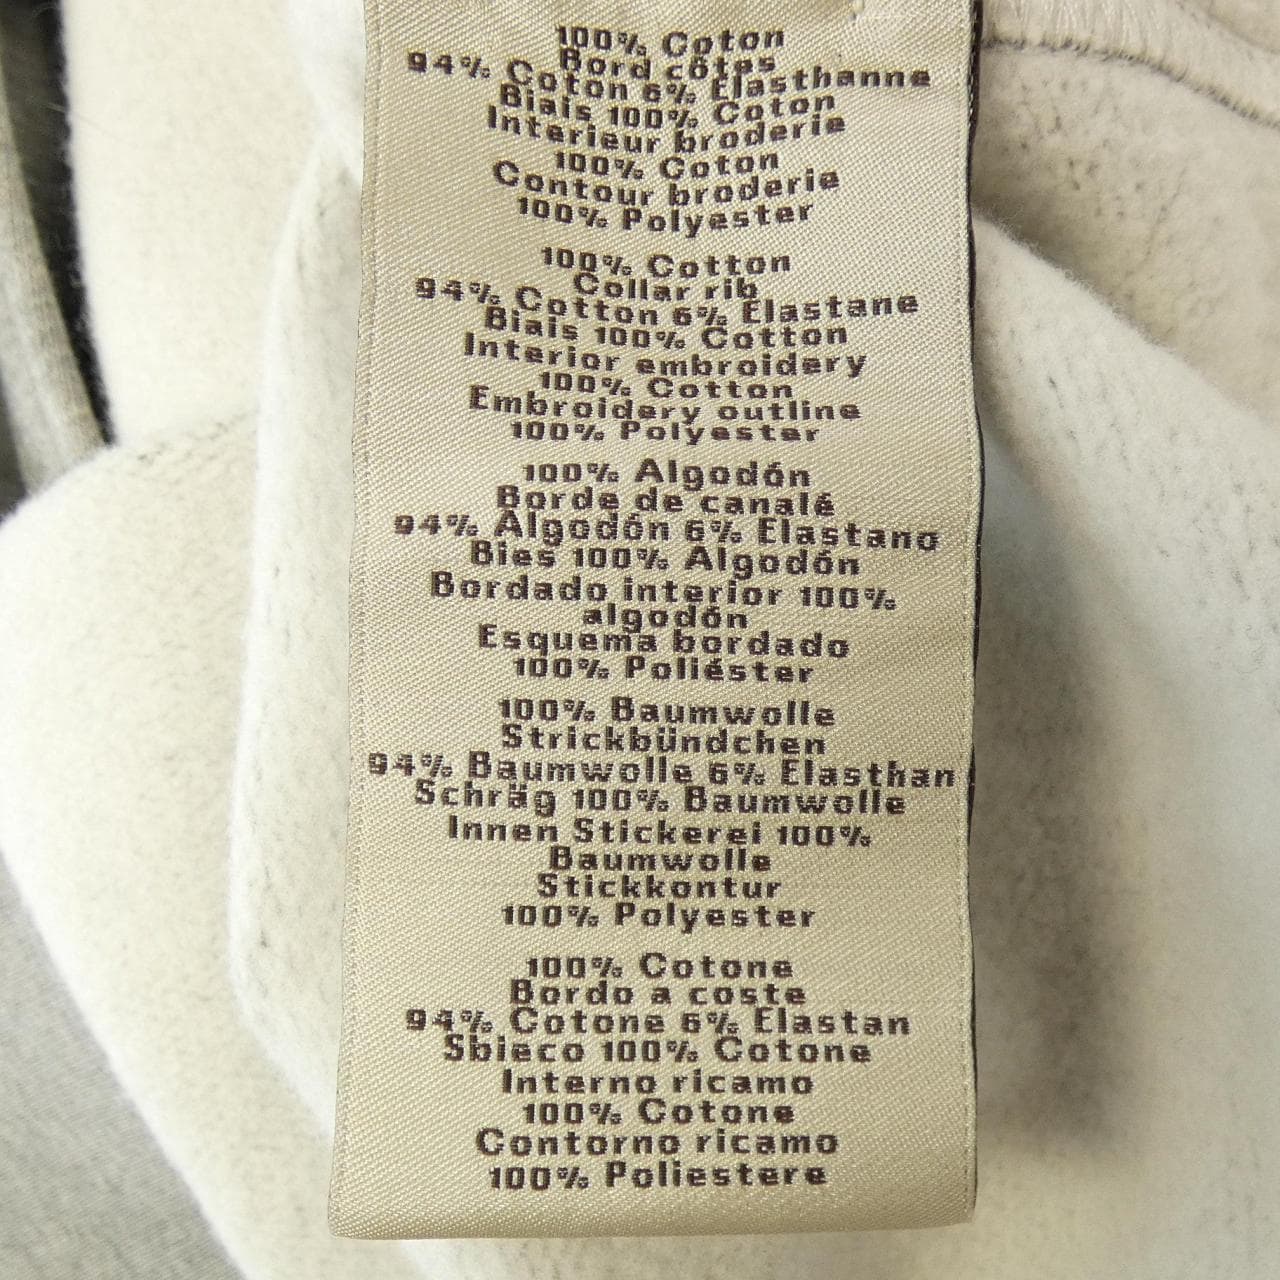 100% Coton
Bord côtes
94% Coton 6% Elasthanne
Biais 100% Coton
Interieur broderie
100% Coton
Contour broderie
100% Polyester
100% Cotton
Collar rib
94% Cotton 6% Elastane
Biais 100% Cotton
Interior embroidery
100% Cotton
Embroidery outline
100% Polyester
100% Algodón
Borde de canalé
94% Algodón 6% Elastano
Bies 100% Algodón
Bordado interior 100%
algodón
Esquema bordado
100% Poliéster
100% Baumwolle
Strickbündchen
94% Baumwolle 6% Elasthan
Schräg 100% Baumwolle
Innen Stickerei 100%
Baumwolle
Stickkontur
100% Polyester
100% Cotone
Bordo a coste
94% Cotone 6% Elastan
Sbieco 100% Cotone
Interno ricamo
100% Cotone
Contorno ricamo
100% Poliestere